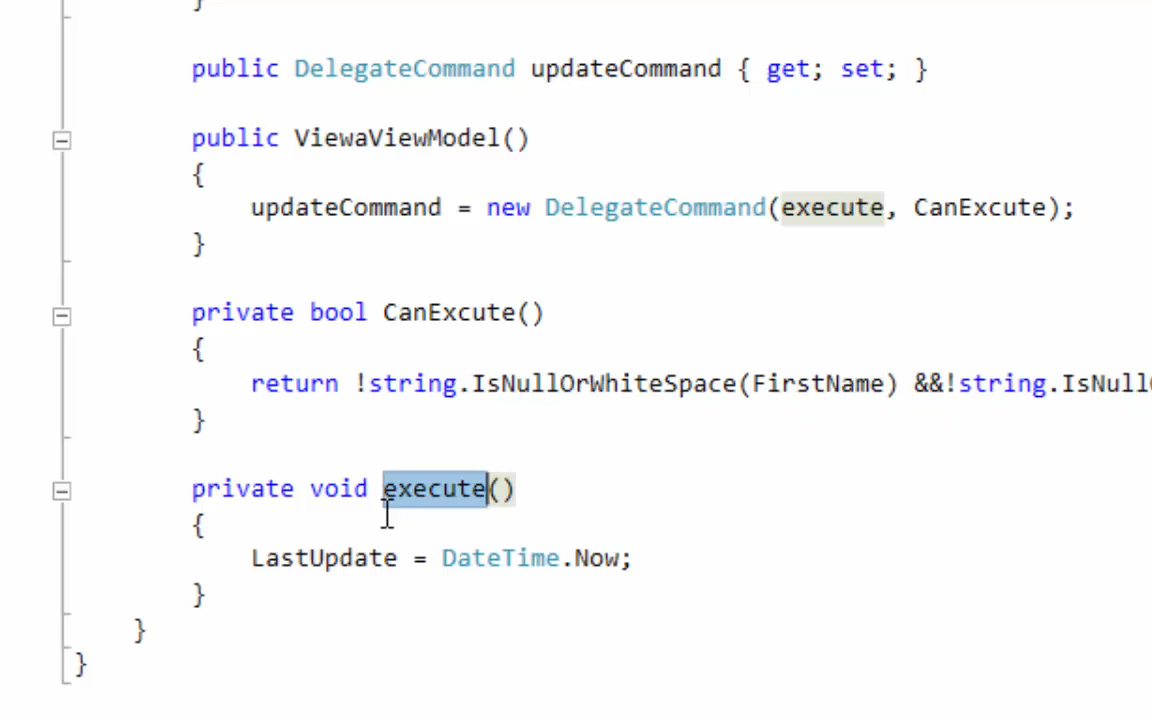 }
public DelegateCommand updateCommand { get; set; }
public ViewaViewModel()
{
updateCommand = new DelegateCommand(execute, CanExcute);
}
private bool CanExcute()
{
return !string.IsNullOrWhiteSpace(FirstName) &&!string.IsNull
}
private void execute()
{
LastUpdate = DateTime.Now;
}
}
}